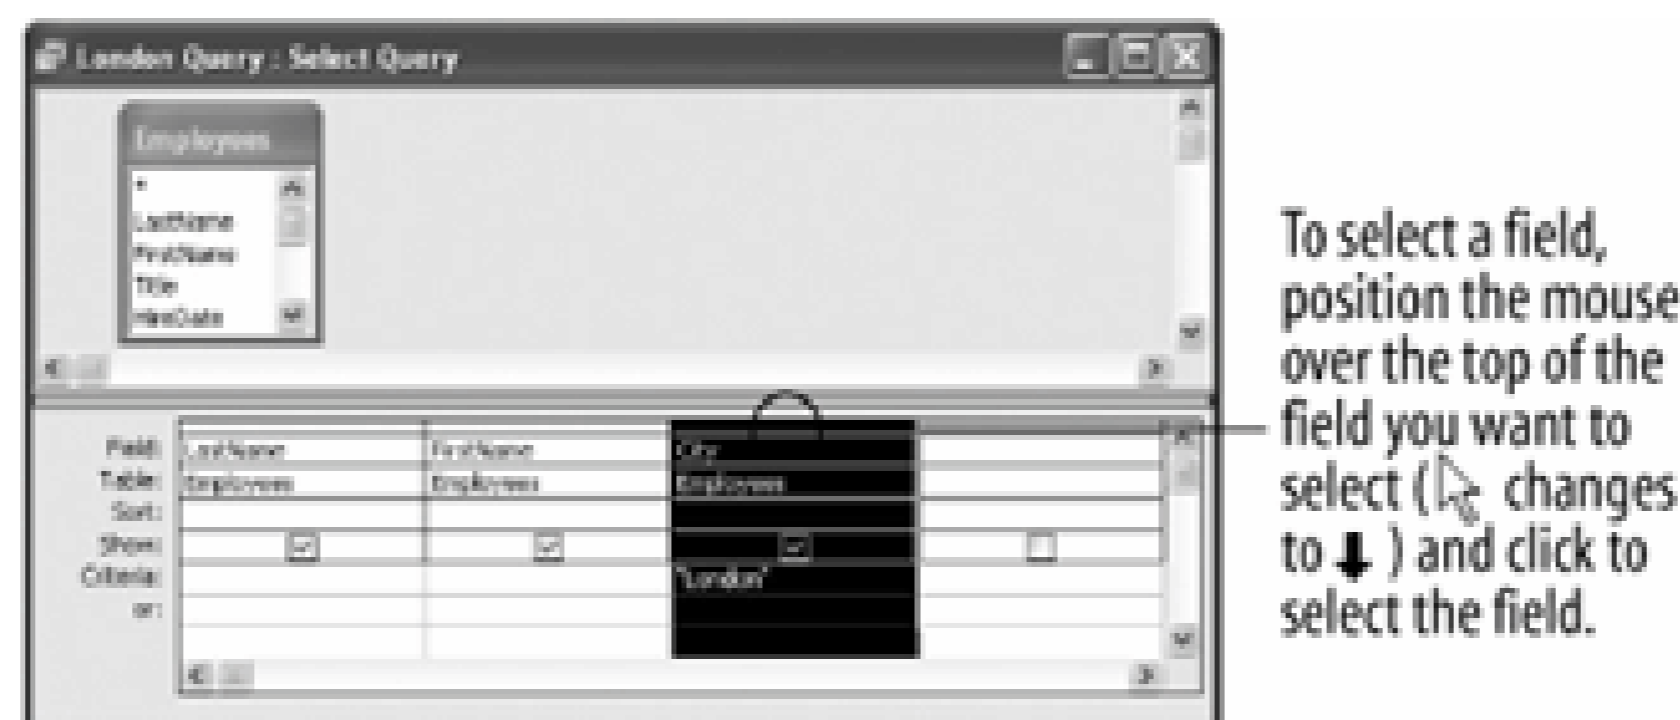 London Query : Select Query
Employees
*
LastName
FirstName
Title
HireDate
Field: LastName FirstName City
Table: Employees Employees Employees
Sort:
Show:
Criteria: "London"
or:
To select a field,
position the mouse
over the top of the
field you want to
select ( changes
to ) and click to
select the field.